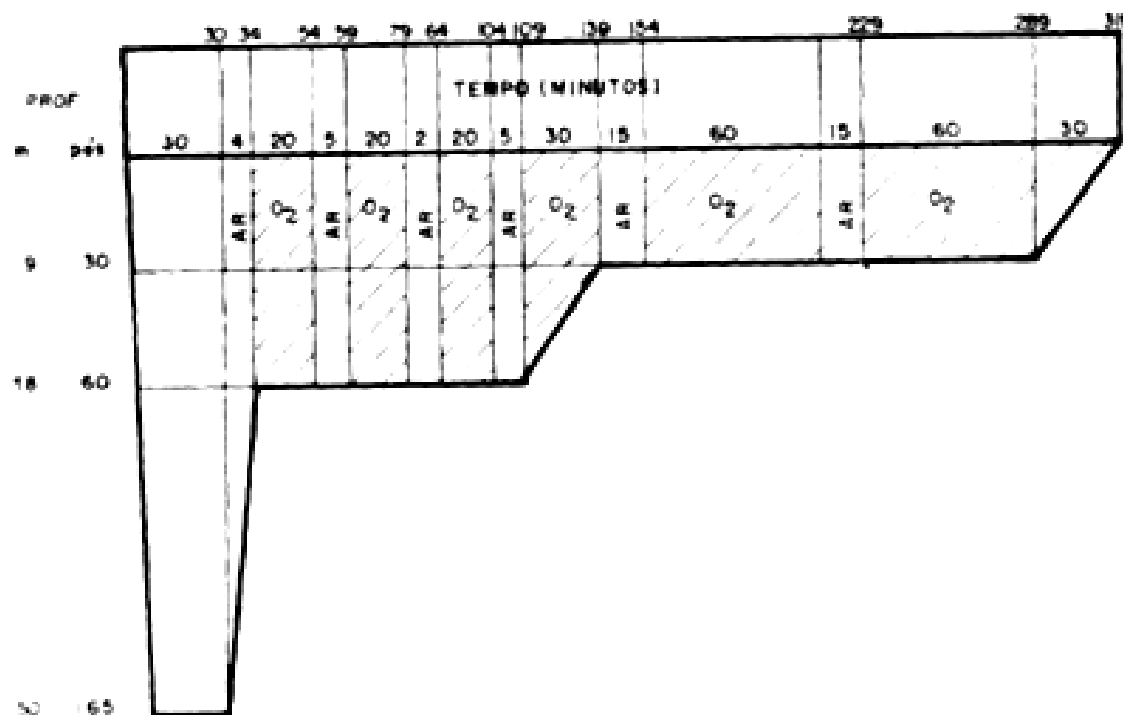 30 34 54 59 79 84 104 109 139 154 229 289
TEMPO (MINUTOS)
PROF
m pés 30 4 20 5 20 2 20 5 30 15 60 15 60 30
AR O2 AR O2 AR O2 AR O2 AR O2 AR O2
9 30
18 60